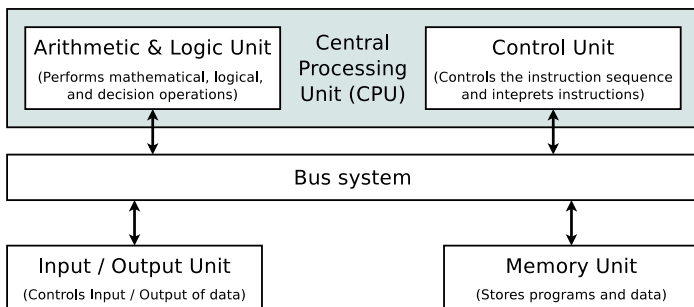 Arithmetic & Logic Unit
(Performs mathematical, logical,
and decision operations)
Central
Processing
Unit (CPU)
Control Unit
(Controls the instruction sequence
and inteprets instructions)
Bus system
Input / Output Unit
(Controls Input / Output of data)
Memory Unit
(Stores programs and data)